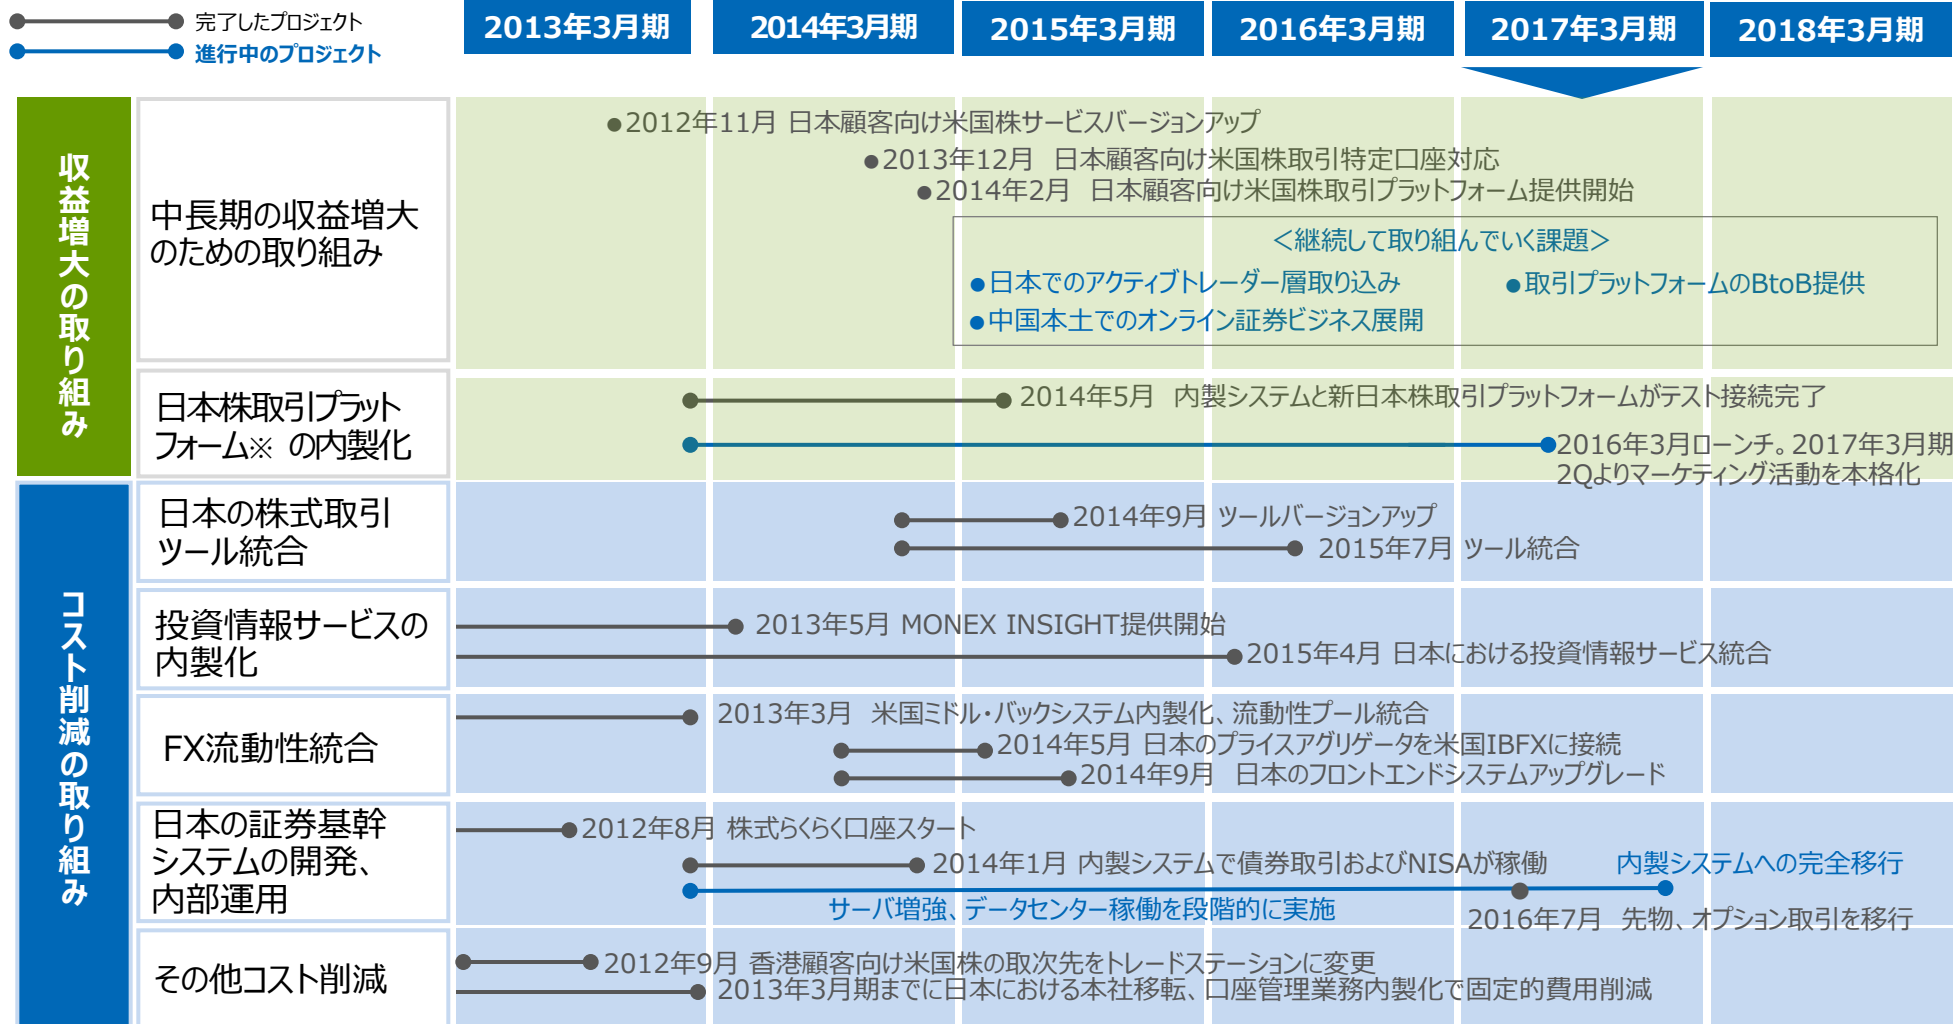 完了したプロジェクト
進行中のプロジェクト
2013年3月期
2014年3月期
2015年3月期
2016年3月期
2017年3月期
2018年3月期
収益増大の取り組み
中長期の収益増大
のための取り組み
●2012年11月 日本顧客向け米国株サービスバージョンアップ
●2013年12月 日本顧客向け米国株取引特定口座対応
●2014年2月 日本顧客向け米国株取引プラットフォーム提供開始
＜継続して取り組んでいく課題＞
●日本でのアクティブトレーダー層取り込み
●取引プラットフォームのBtoB提供
●中国本土でのオンライン証券ビジネス展開
日本株取引プラット
フォーム※ の内製化
2014年5月 内製システムと新日本株取引プラットフォームがテスト接続完了
2016年3月ローンチ。2017年3月期
2Qよりマーケティング活動を本格化
コスト削減の取り組み
日本の株式取引
ツール統合
2014年9月 ツールバージョンアップ
2015年7月 ツール統合
投資情報サービスの
内製化
2013年5月 MONEX INSIGHT提供開始
2015年4月 日本における投資情報サービス統合
FX流動性統合
2013年3月 米国ミドル・バックシステム内製化、流動性プール統合
2014年5月 日本のプライスアグリゲータを米国IBFXに接続
2014年9月 日本のフロントエンドシステムアップグレード
日本の証券基幹
システムの開発、
内部運用
2012年8月 株式らくらく口座スタート
2014年1月 内製システムで債券取引およびNISAが稼働
内製システムへの完全移行
サーバ増強、データセンター稼働を段階的に実施
2016年7月 先物、オプション取引を移行
その他コスト削減
2012年9月 香港顧客向け米国株の取次先をトレードステーションに変更
2013年3月期までに日本における本社移転、口座管理業務内製化で固定的費用削減